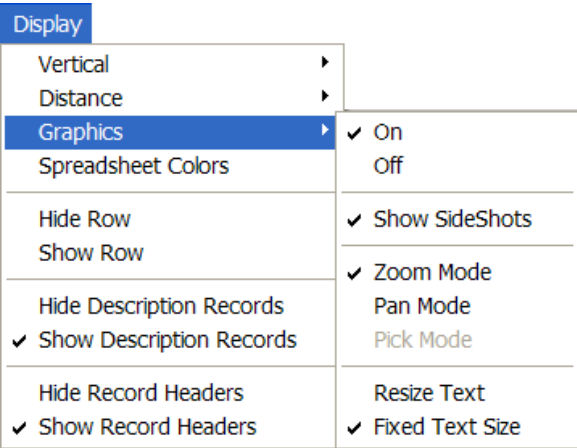 Display
Vertical
Distance
Graphics
Spreadsheet Colors
Hide Row
Show Row
Hide Description Records
Show Description Records
Hide Record Headers
Show Record Headers
On
Off
Show SideShots
Zoom Mode
Pan Mode
Pick Mode
Resize Text
Fixed Text Size